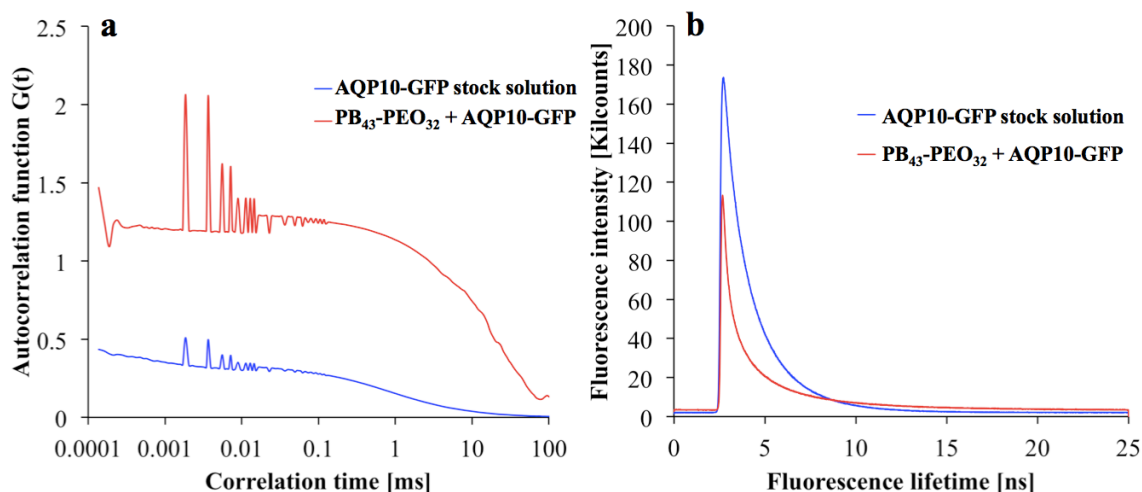 a
2.5
2
1.5
1
0.5
0
0.0001 0.001 0.01 0.1 1 10 100
Autocorrelation function G(t)
Correlation time [ms]
AQP10-GFP stock solution
PB43-PEO32 + AQP10-GFP
b
200
180
160
140
120
100
80
60
40
20
0
0 5 10 15 20 25
Fluorescence intensity [Kilcounts]
Fluorescence lifetime [ns]
AQP10-GFP stock solution
PB43-PEO32 + AQP10-GFP